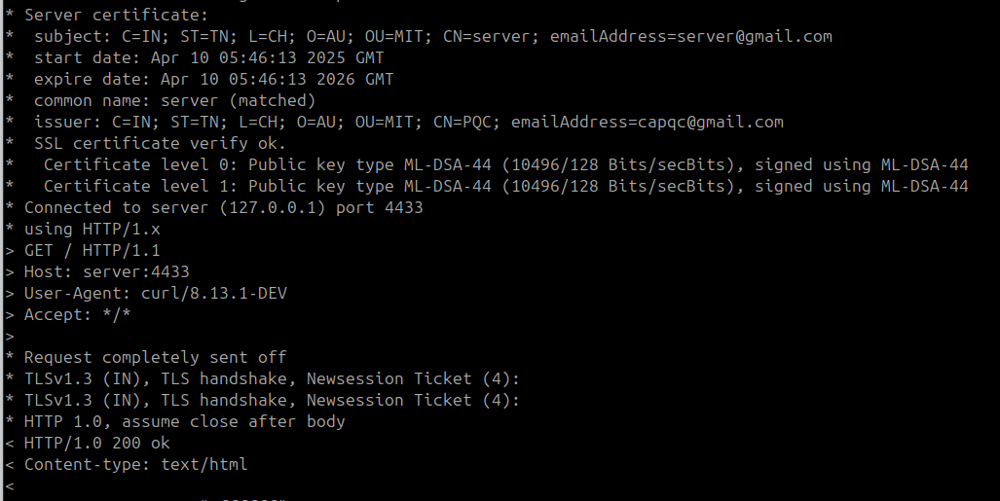 * Server certificate:
*  subject: C=IN; ST=TN; L=CH; O=AU; OU=MIT; CN=server; emailAddress=server@gmail.com
*  start date: Apr 10 05:46:13 2025 GMT
*  expire date: Apr 10 05:46:13 2026 GMT
*  common name: server (matched)
*  issuer: C=IN; ST=TN; L=CH; O=AU; OU=MIT; CN=PQC; emailAddress=capqc@gmail.com
*  SSL certificate verify ok.
*   Certificate level 0: Public key type ML-DSA-44 (10496/128 Bits/secBits), signed using ML-DSA-44
*   Certificate level 1: Public key type ML-DSA-44 (10496/128 Bits/secBits), signed using ML-DSA-44
* Connected to server (127.0.0.1) port 4433
* using HTTP/1.x
> GET / HTTP/1.1
> Host: server:4433
> User-Agent: curl/8.13.1-DEV
> Accept: */*
>
* Request completely sent off
* TLSv1.3 (IN), TLS handshake, Newsession Ticket (4):
* TLSv1.3 (IN), TLS handshake, Newsession Ticket (4):
* HTTP 1.0, assume close after body
< HTTP/1.0 200 ok
< Content-type: text/html
<